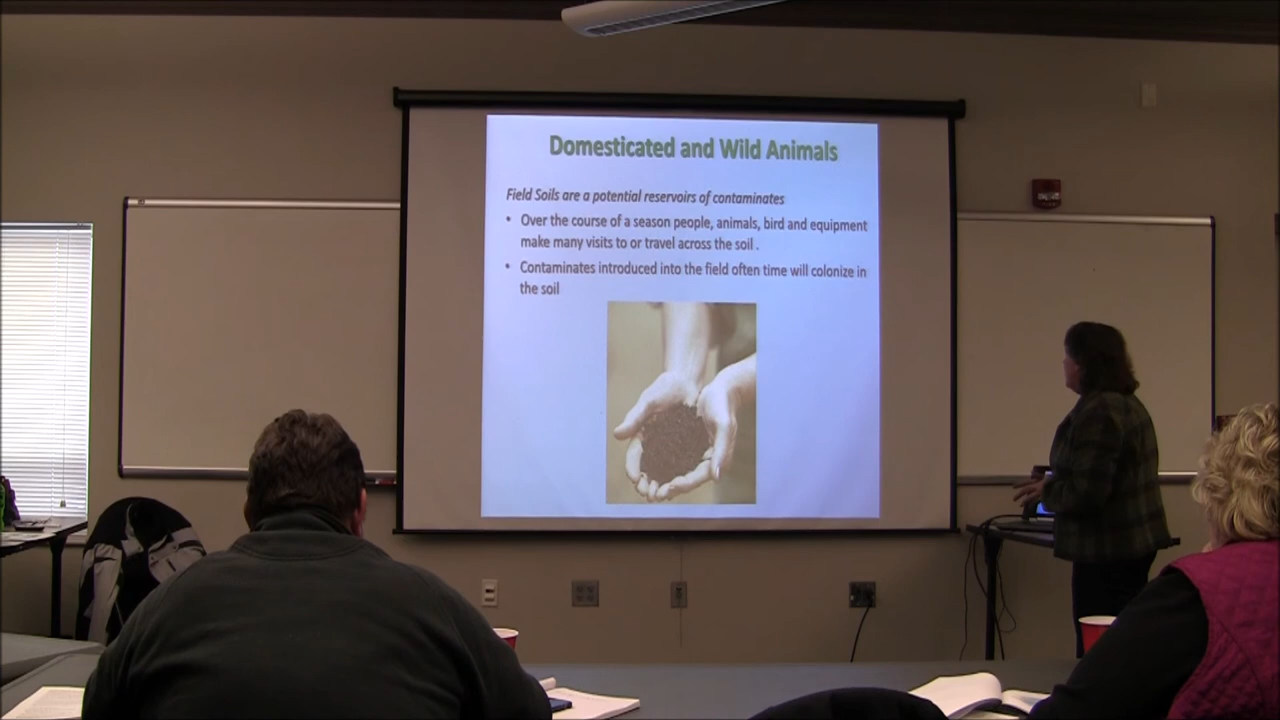 Domesticated and Wild Animals
Field Soils are a potential reservoirs of contaminates
• Over the course of a season people, animals, bird and equipment
make many visits to or travel across the soil .
• Contaminates introduced into the field often time will colonize in
the soil